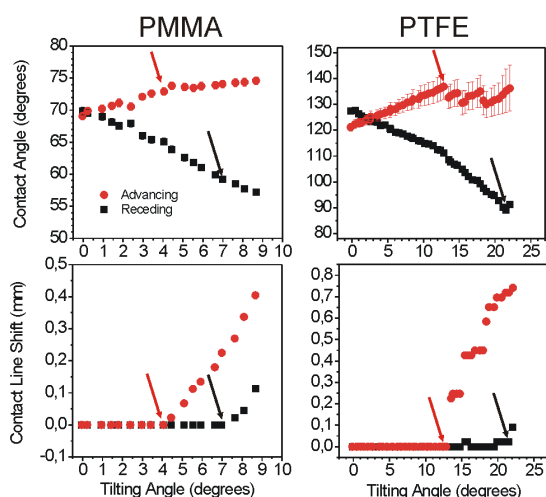 PMMA
PTFE
Contact Angle (degrees)
80
75
70
65
60
55
50
Advancing
Receding
0 1 2 3 4 5 6 7 8 9 10
150
140
130
120
110
100
90
80
0 5 10 15 20 25
Contact Line Shift (mm)
0,5
0,4
0,3
0,2
0,1
0,0
-0,1
0 1 2 3 4 5 6 7 8 9 10
Tilting Angle (degrees)
0,8
0,7
0,6
0,5
0,4
0,3
0,2
0,1
0,0
0 5 10 15 20 25
Tilting Angle (degrees)